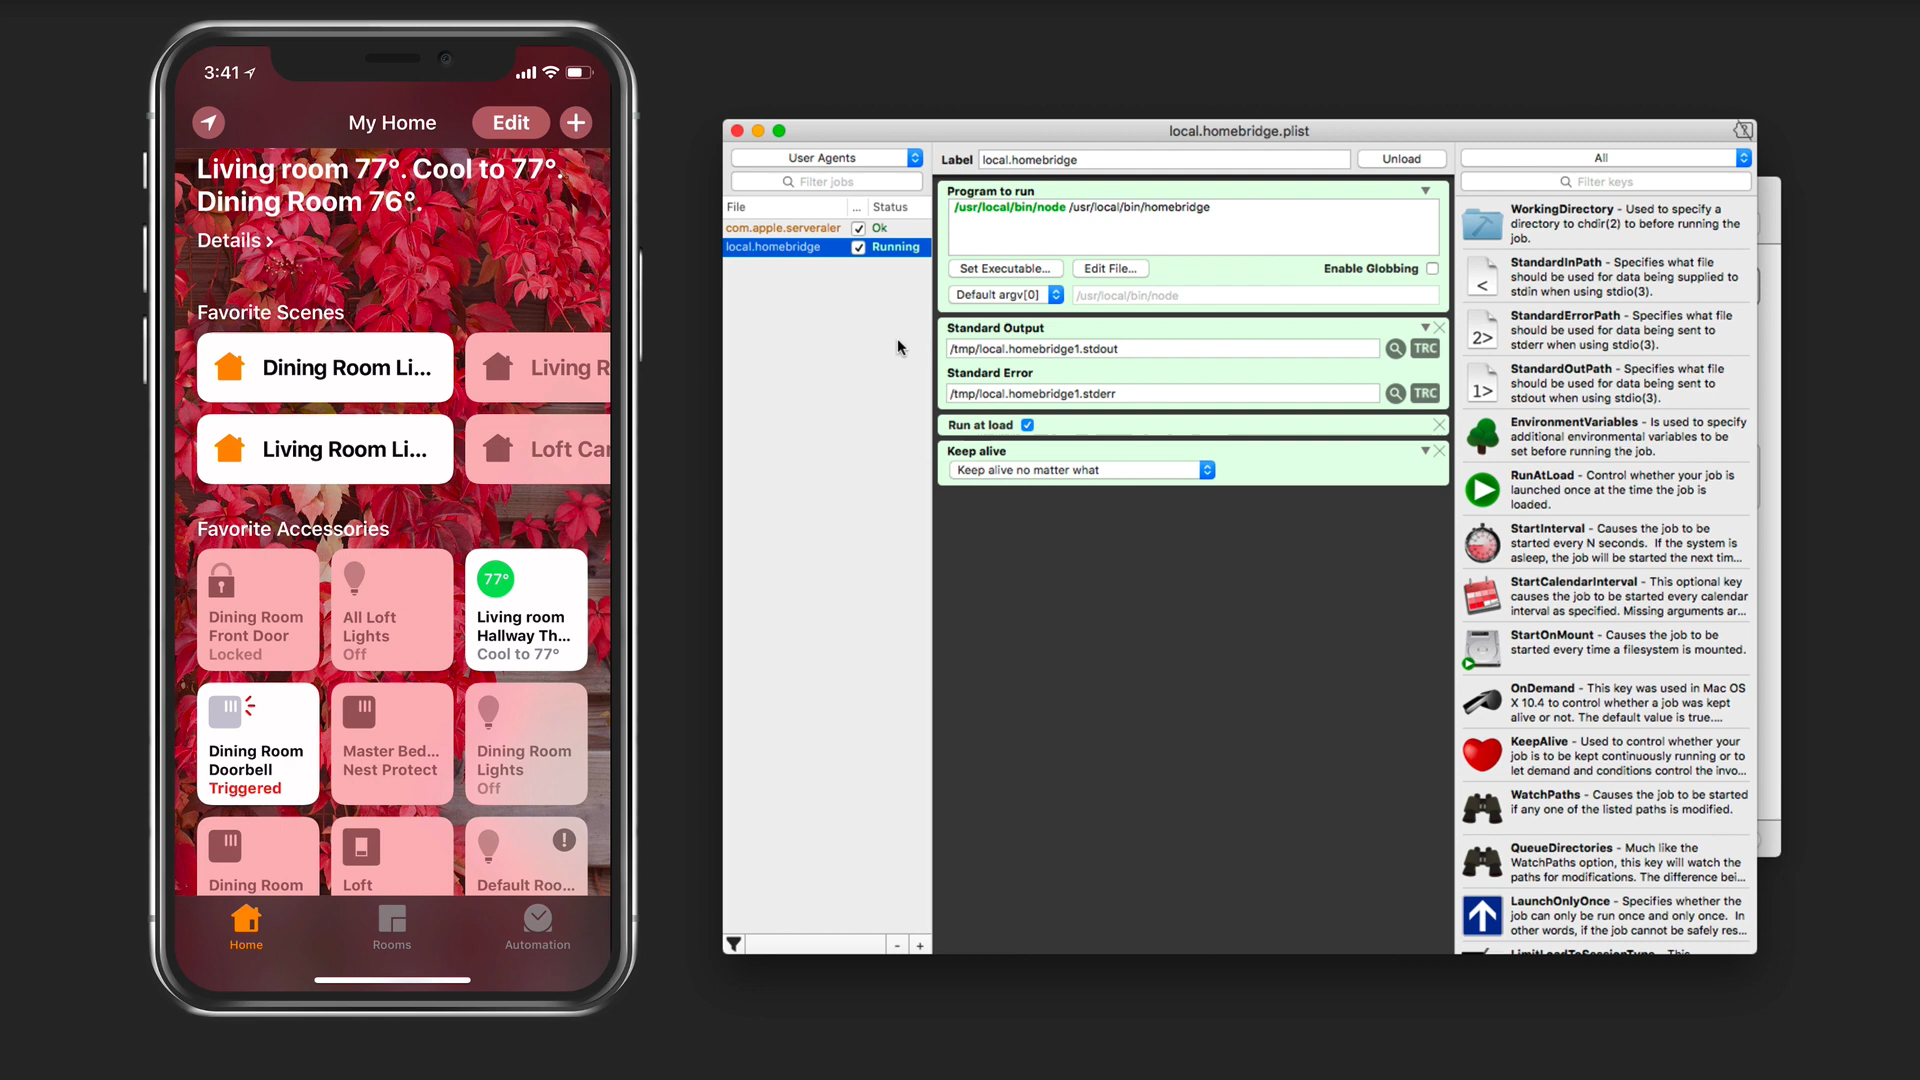 3:41
My Home
Edit
Living room 77°. Cool to 77°.
Dining Room 76°.
Details ›
Favorite Scenes
Dining Room Li...
Living R
Living Room Li...
Loft Ca
Favorite Accessories
Dining Room
Front Door
Locked
All Loft
Lights
Off
77°
Living room
Hallway Th...
Cool to 77°
Dining Room
Doorbell
Triggered
Master Bed...
Nest Protect
Dining Room
Lights
Off
Dining Room
Loft
Default Roo...
Home
Rooms
Automation
local.homebridge.plist
User Agents
Filter jobs
File
...
Status
com.apple.serveraler
Ok
local.homebridge
Running
Label
local.homebridge
Unload
Program to run
/usr/local/bin/node /usr/local/bin/homebridge
Set Executable...
Edit File...
Enable Globbing
Default argv[0]
/usr/local/bin/node
Standard Output
/tmp/local.homebridge1.stdout
TRC
Standard Error
/tmp/local.homebridge1.stderr
TRC
Run at load
Keep alive
Keep alive no matter what
All
Filter keys
WorkingDirectory - Used to specify a
directory to chdir(2) to before running the
job.
<
StandardInPath - Specifies what file
should be used for data being supplied to
stdin when using stdio(3).
2>
StandardErrorPath - Specifies what file
should be used for data being sent to
stderr when using stdio(3).
1>
StandardOutPath - Specifies what file
should be used for data being sent to
stdout when using stdio(3).
EnvironmentVariables - Is used to specify
additional environmental variables to be
set before running the job.
RunAtLoad - Control whether your job is
launched once at the time the job is
loaded.
StartInterval - Causes the job to be
started every N seconds. If the system is
asleep, the job will be started the next tim...
StartCalendarInterval - This optional key
causes the job to be started every calendar
interval as specified. Missing arguments ar...
StartOnMount - Causes the job to be
started every time a filesystem is mounted.
OnDemand - This key was used in Mac OS
X 10.4 to control whether a job was kept
alive or not. The default value is true....
KeepAlive - Used to control whether your
job is to be kept continuously running or to
let demand and conditions control the invo...
WatchPaths - Causes the job to be started
if any one of the listed paths is modified.
QueueDirectories - Much like the
WatchPaths option, this key will watch the
paths for modifications. The difference bei...
LaunchOnlyOnce - Specifies whether the
job can only be run once and only once. In
other words, if the job cannot be safely res...
LimitLoadToSessionType - This